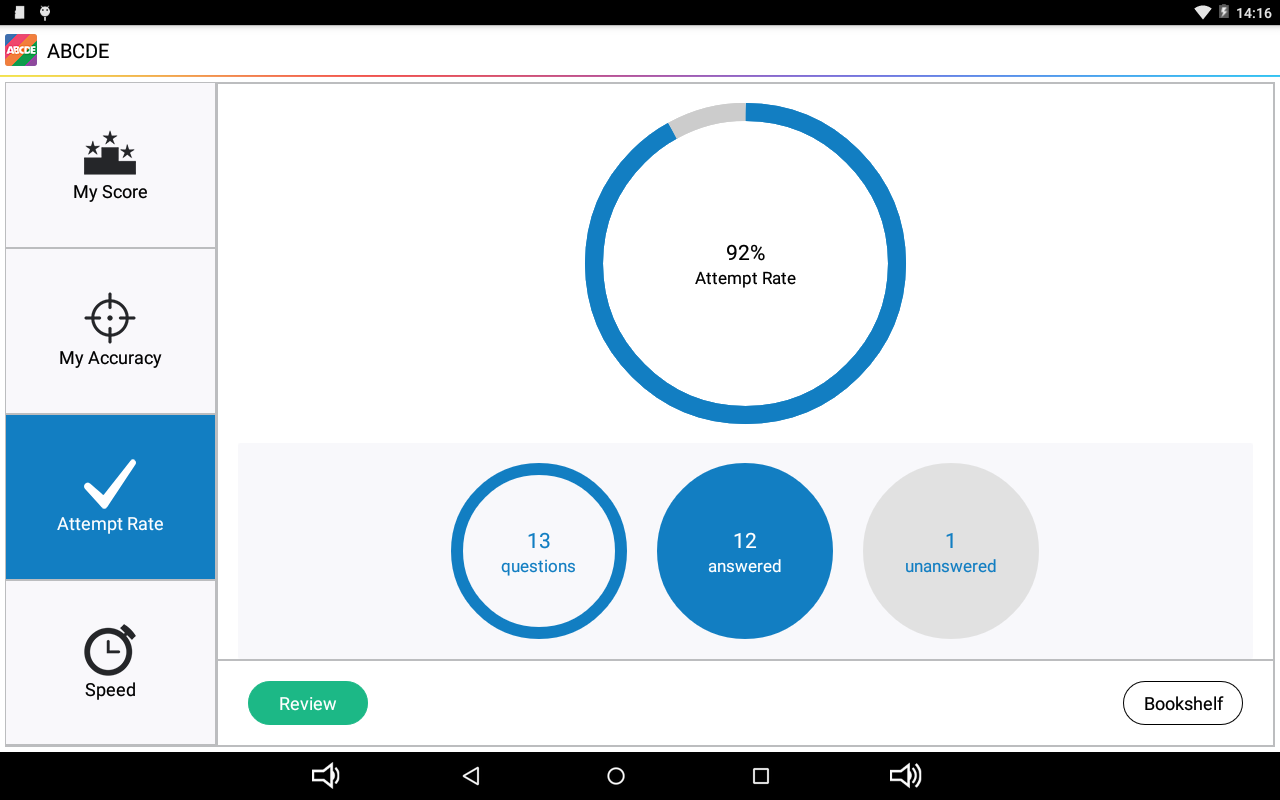 14:16
ABCDE
ABCDE
My Score
My Accuracy
Attempt Rate
Speed
92%
Attempt Rate
13
questions
12
answered
1
unanswered
Review
Bookshelf